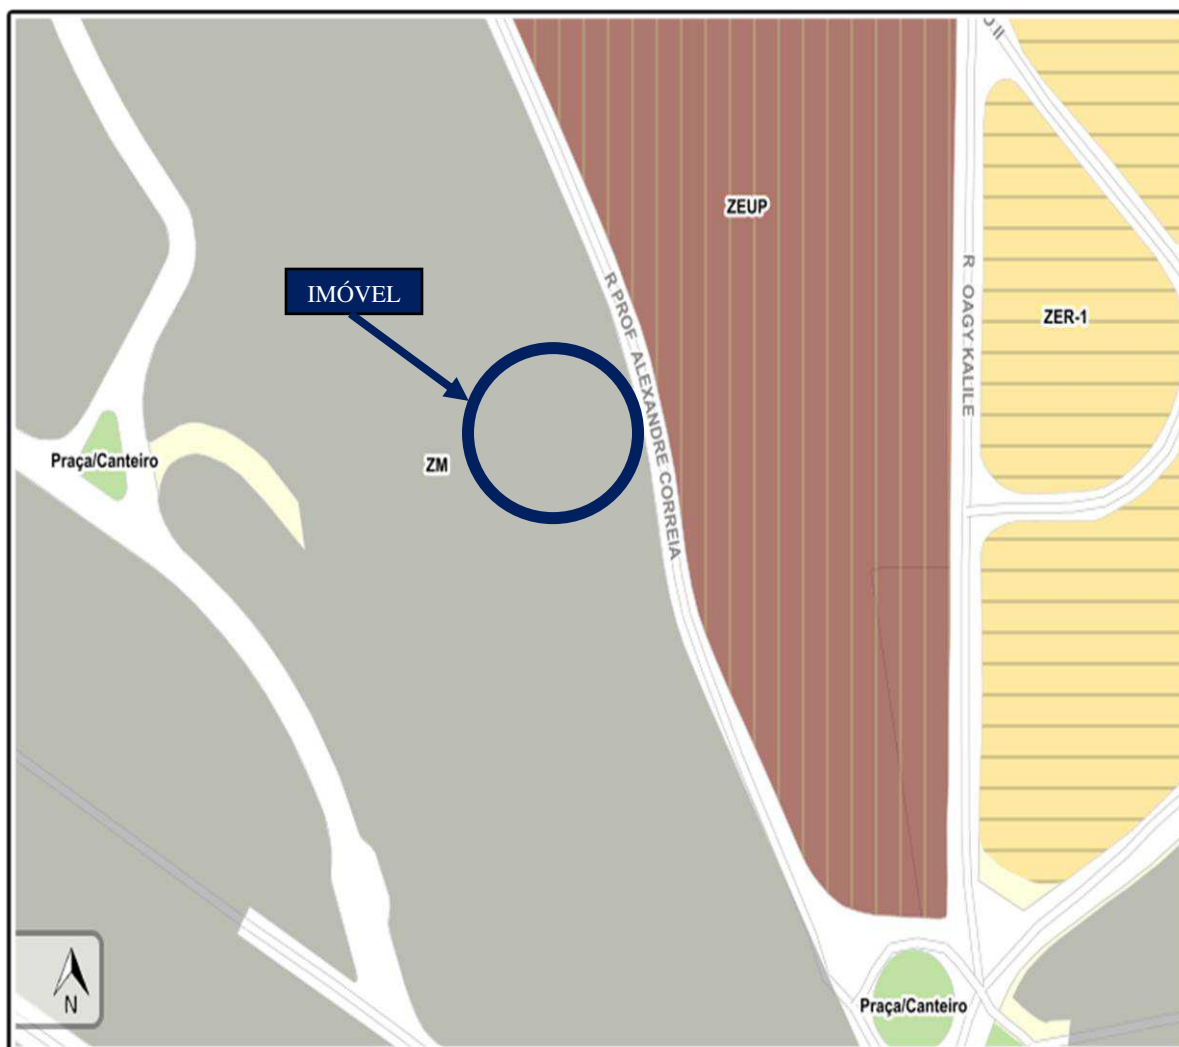 ZEUP
R PROF ALEXANDRE CORREIA
R OAGY KALILE
IMÓVEL
ZER-1
Praça/Canteiro
ZM
N
Praça/Canteiro